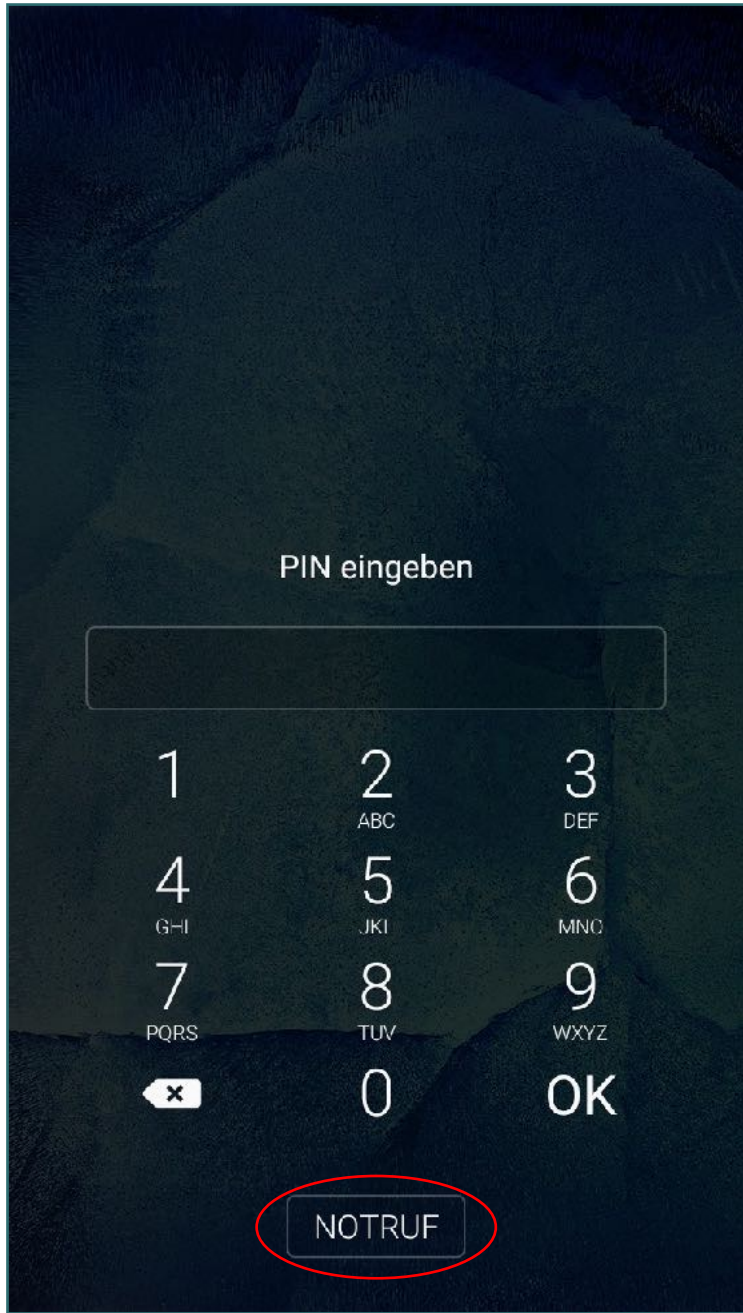 PIN eingeben
1 2 3
ABC DEF
4 5 6
GHI JKL MNO
7 8 9
PQRS TUV WXYZ
0 OK
NOTRUF